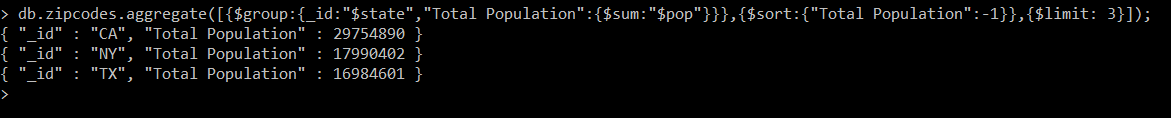 > db.zipcodes.aggregate([{$group:{_id:"$state","Total Population":{$sum:"$pop"}}},{$sort:{"Total Population":-1}},{$limit: 3}]);
{ "_id" : "CA", "Total Population" : 29754890 }
{ "_id" : "NY", "Total Population" : 17990402 }
{ "_id" : "TX", "Total Population" : 16984601 }
>